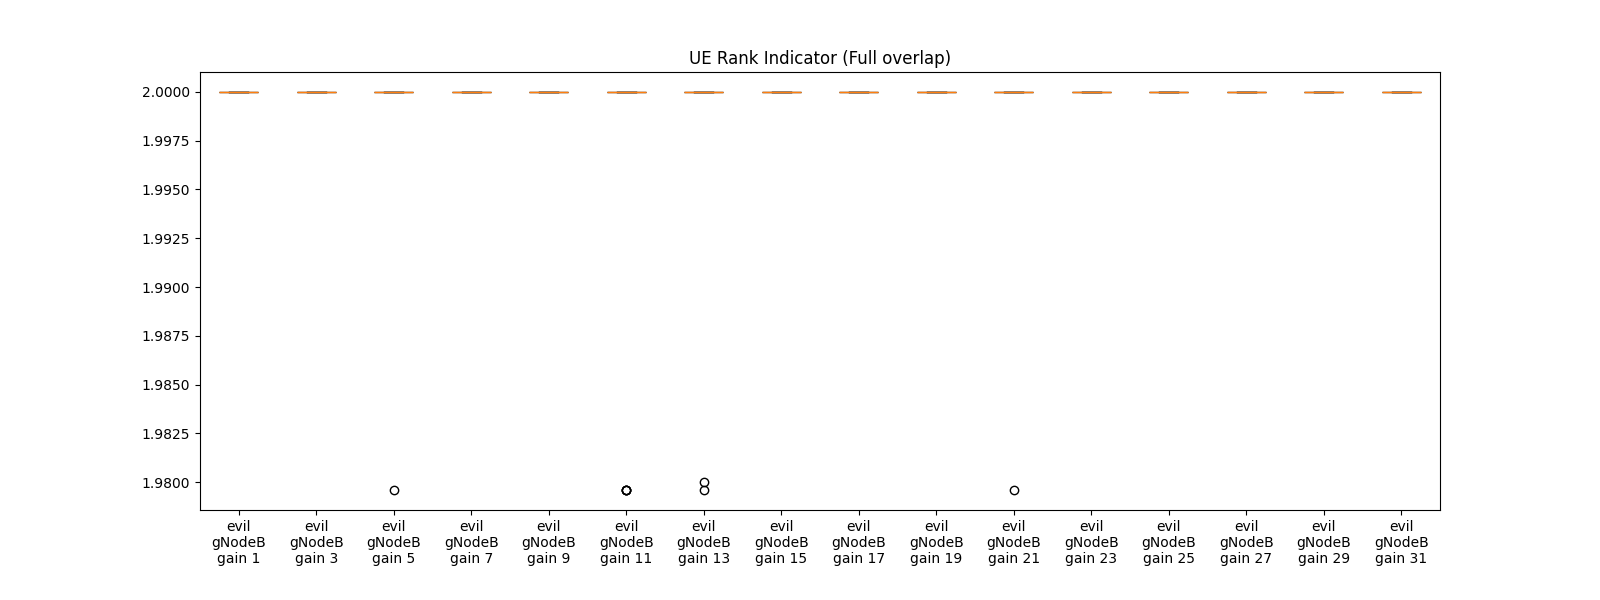 UE Rank Indicator (Full overlap)
2.0000
1.9975
1.9950
1.9925
1.9900
1.9875
1.9850
1.9825
1.9800
evil
gNodeB
gain 1
evil
gNodeB
gain 3
evil
gNodeB
gain 5
evil
gNodeB
gain 7
evil
gNodeB
gain 9
evil
gNodeB
gain 11
evil
gNodeB
gain 13
evil
gNodeB
gain 15
evil
gNodeB
gain 17
evil
gNodeB
gain 19
evil
gNodeB
gain 21
evil
gNodeB
gain 23
evil
gNodeB
gain 25
evil
gNodeB
gain 27
evil
gNodeB
gain 29
evil
gNodeB
gain 31